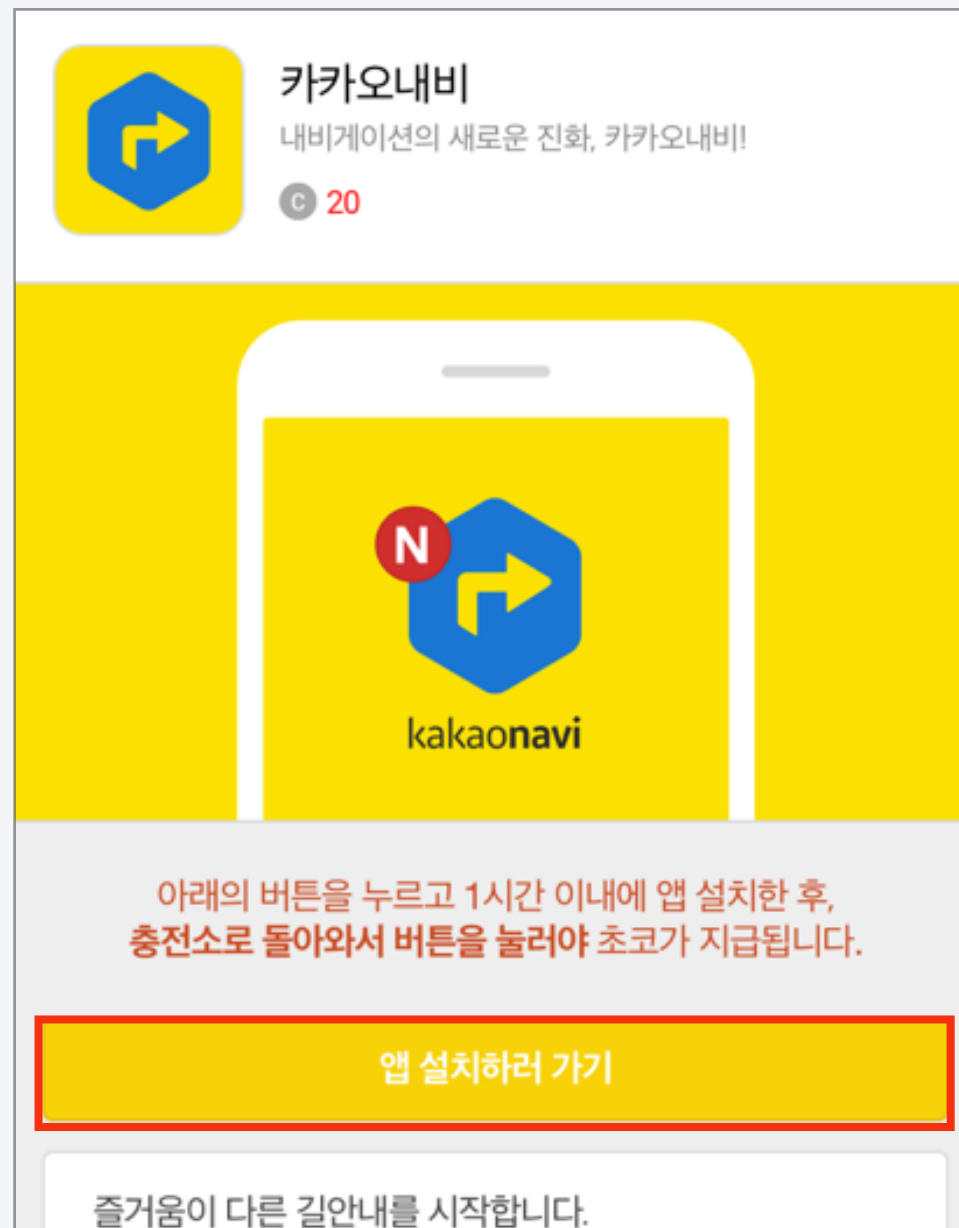 카카오내비
내비게이션의 새로운 진화, 카카오내비!
C 20
N
kakaonavi
아래의 버튼을 누르고 1시간 이내에 앱 설치한 후,
충전소로 돌아와서 버튼을 눌러야 초코가 지급됩니다.
앱 설치하러 가기
즐거움이 다른 길안내를 시작합니다.